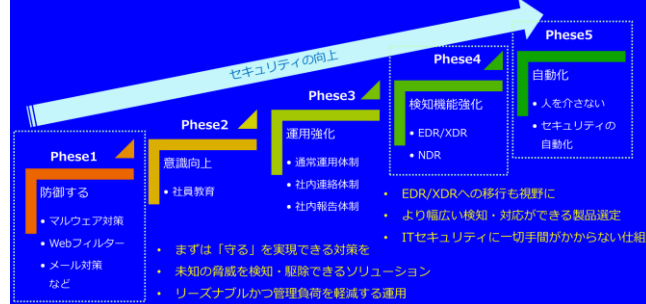 セキュリティの向上
Phese1
防御する
• マルウェア対策
• Webフィルター
• メール対策
など
Phese2
意識向上
• 社員教育
Phese3
運用強化
• 通常運用体制
• 社内連絡体制
• 社内報告体制
Phese4
検知機能強化
• EDR/XDR
• NDR
Phese5
自動化
• 人を介さない
• セキュリティの
自動化
• まずは「守る」を実現できる対策を
• 未知の脅威を検知・駆除できるソリューション
• リーズナブルかつ管理負荷を軽減する運用
• EDR/XDRへの移行も視野に
• より幅広い検知・対応ができる製品選定
• ITセキュリティに一切手間がかからない仕組